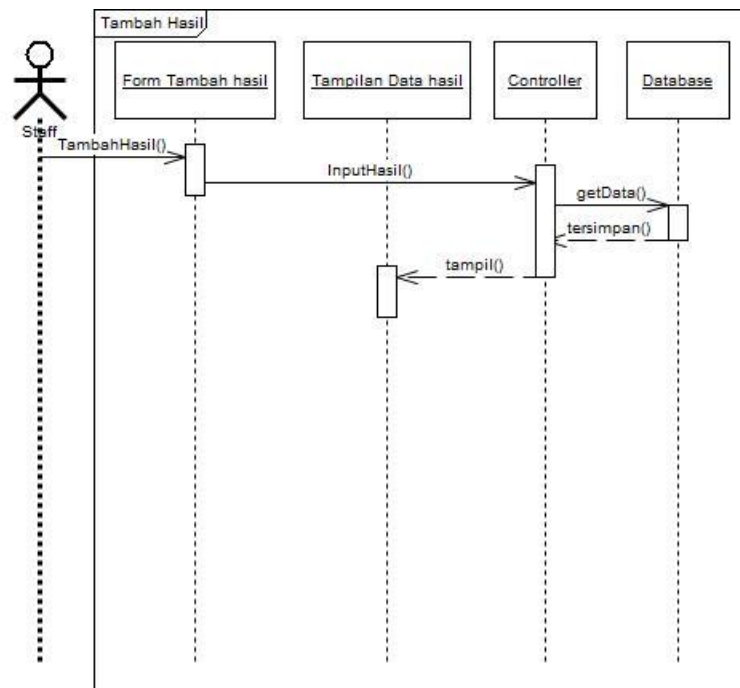 Tambah Hasil
Form Tambah hasil
Tampilan Data hasil
Controller
Database
Staff
TambahHasil()
InputHasil()
getData()
tersimpan()
tampil()